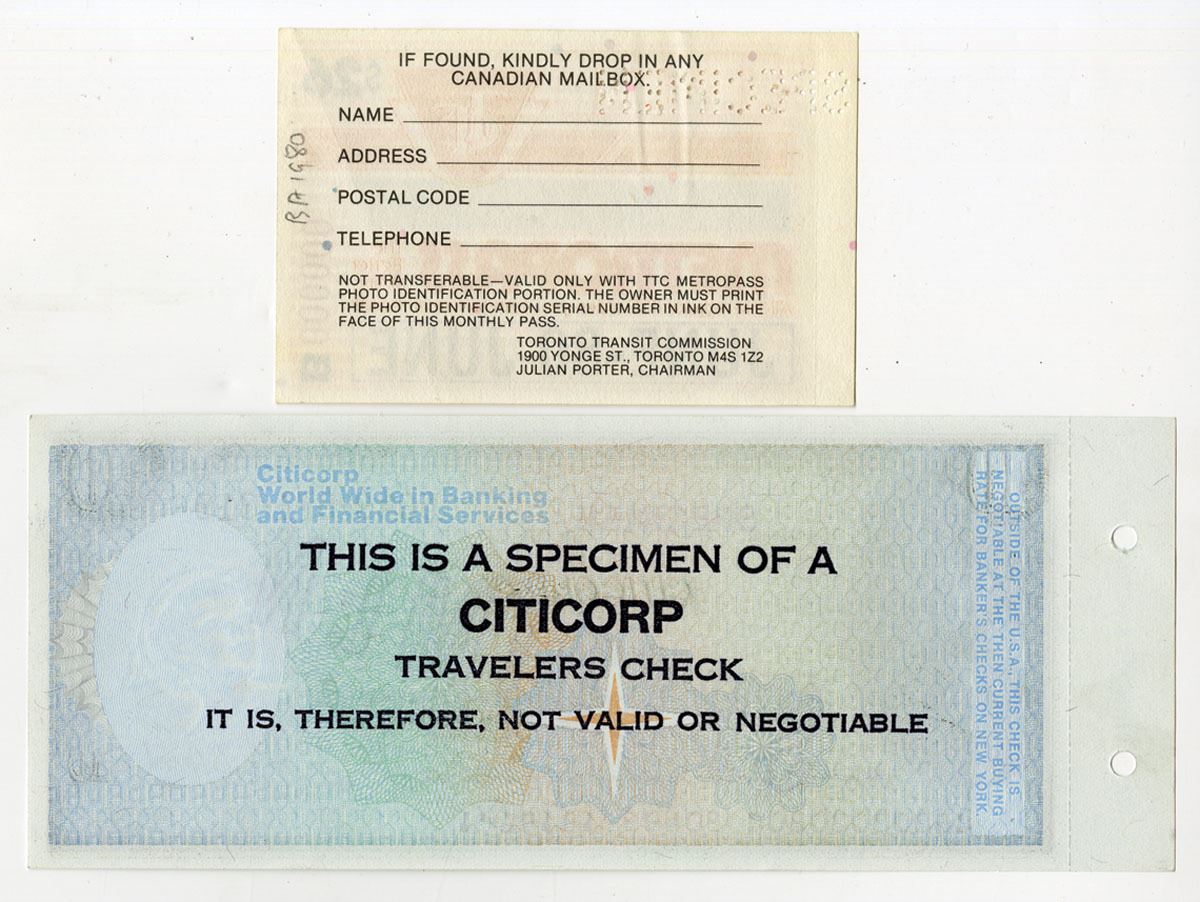 IF FOUND, KINDLY DROP IN ANY
CANADIAN MAILBOX.
NAME
ADDRESS
POSTAL CODE
TELEPHONE
NOT TRANSFERABLE—VALID ONLY WITH TTC METROPASS
PHOTO IDENTIFICATION PORTION. THE OWNER MUST PRINT
THE PHOTO IDENTIFICATION SERIAL NUMBER IN INK ON THE
FACE OF THIS MONTHLY PASS.
TORONTO TRANSIT COMMISSION
1900 YONGE ST., TORONTO M4S 1Z2
JULIAN PORTER, CHAIRMAN
BA1980
Citicorp
World Wide in Banking
and Financial Services
THIS IS A SPECIMEN OF A
CITICORP
TRAVELERS CHECK
IT IS, THEREFORE, NOT VALID OR NEGOTIABLE
OUTSIDE OF THE U.S.A., THIS CHECK IS
NEGOTIABLE AT THE THEN CURRENT BUYING
RATE FOR BANKER'S CHECKS ON NEW YORK.